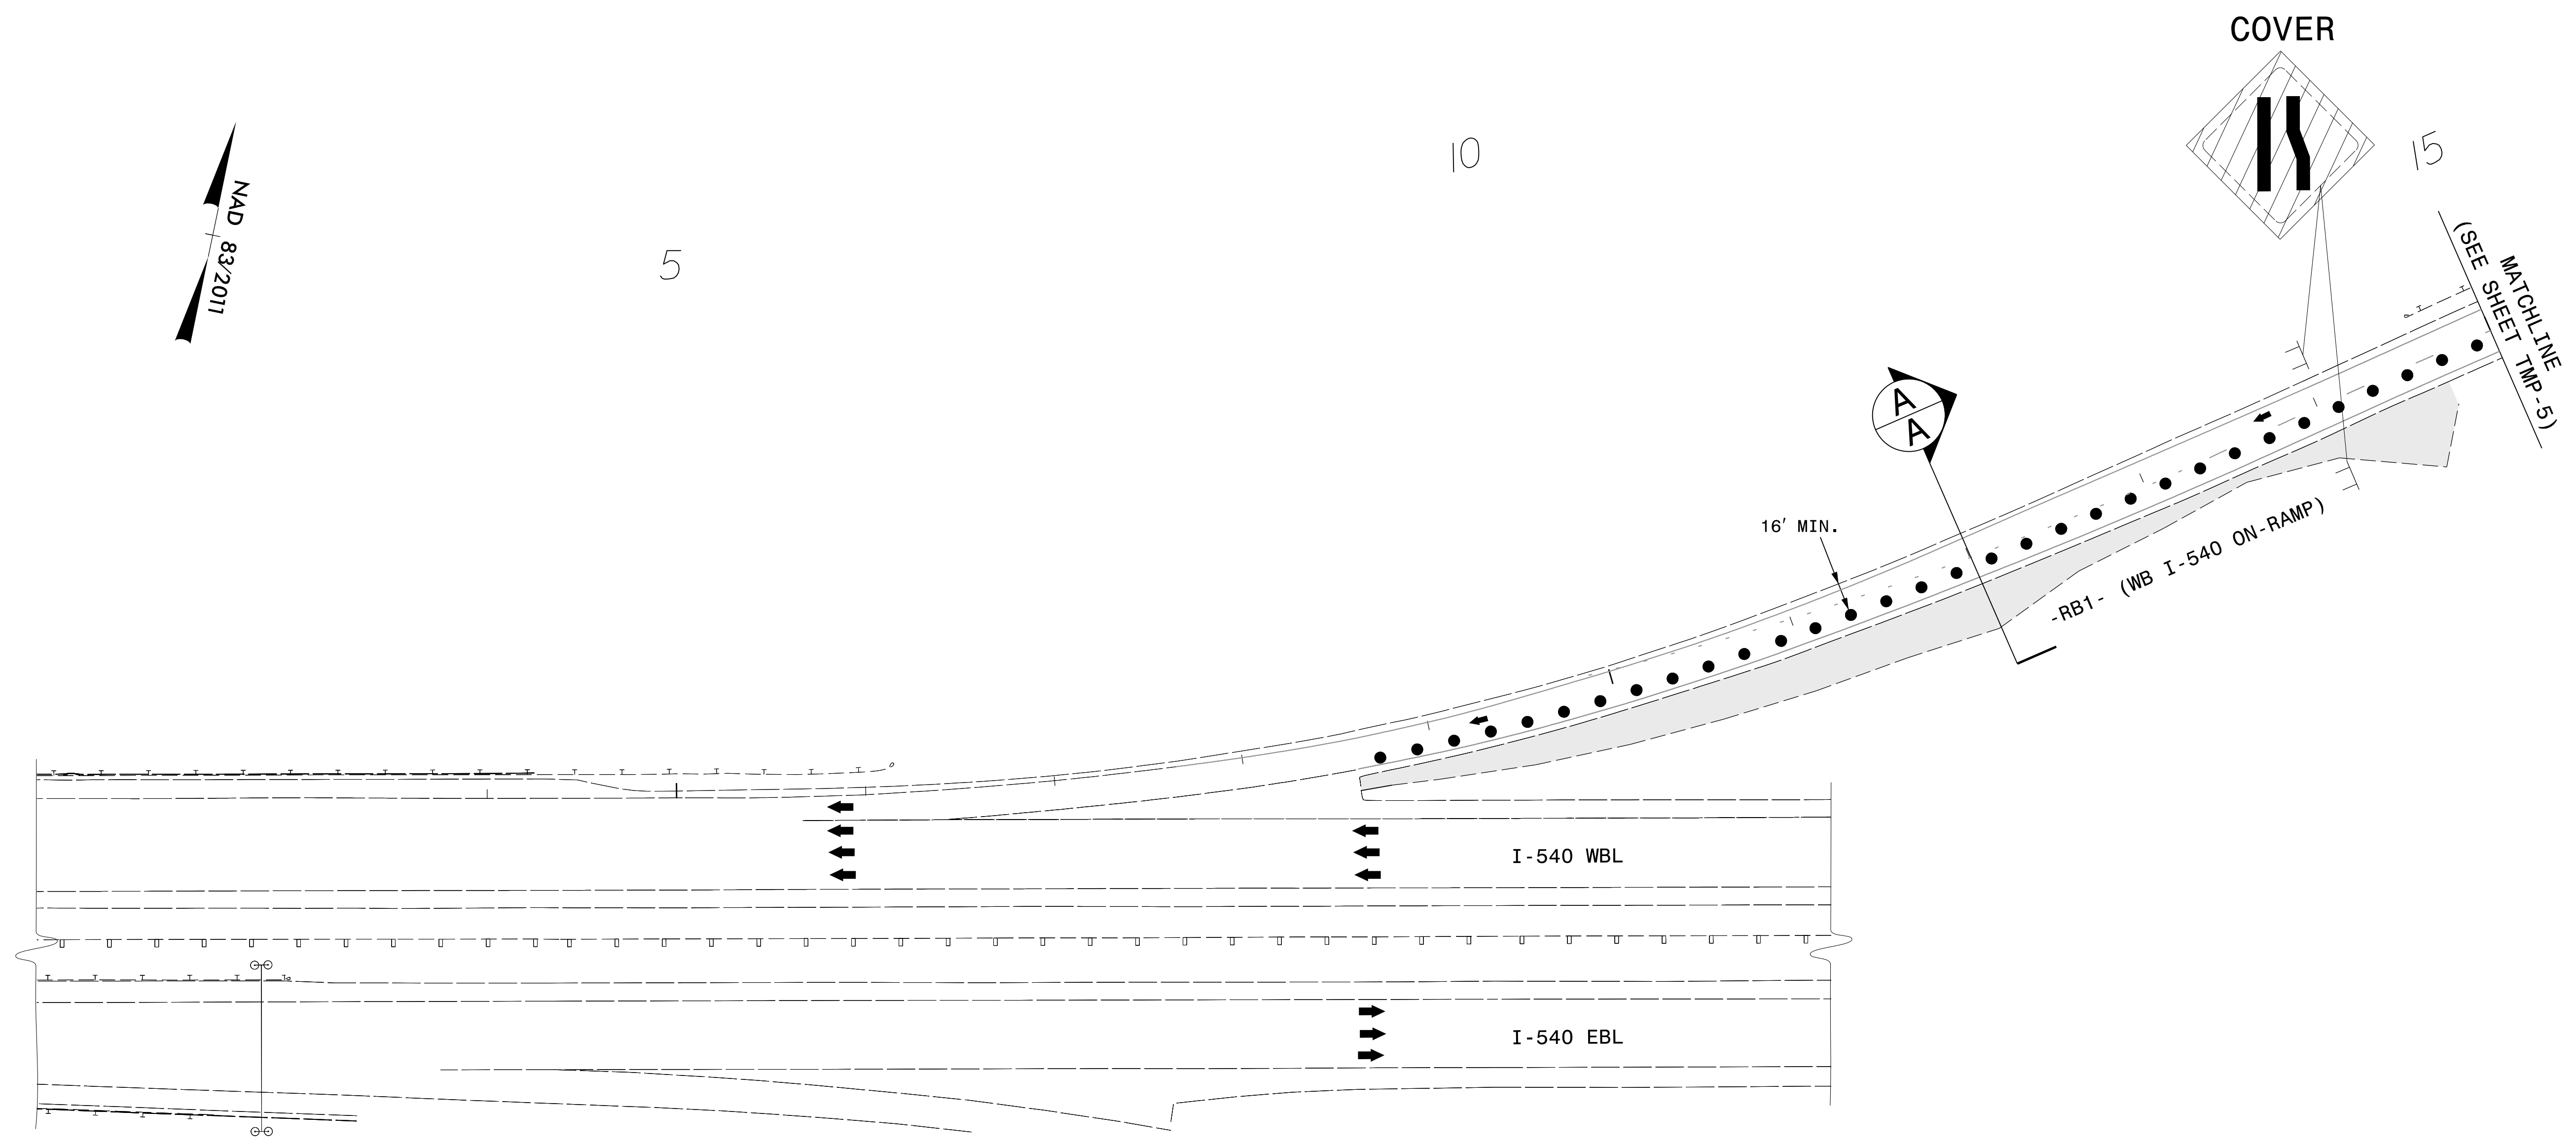 COVER
10
15
NAD 83/2011
5
MATCHLINE
(SEE SHEET TMP-5)
A
A
16' MIN.
-RB1- (WB I-540 ON-RAMP)
I-540 WBL
I-540 EBL